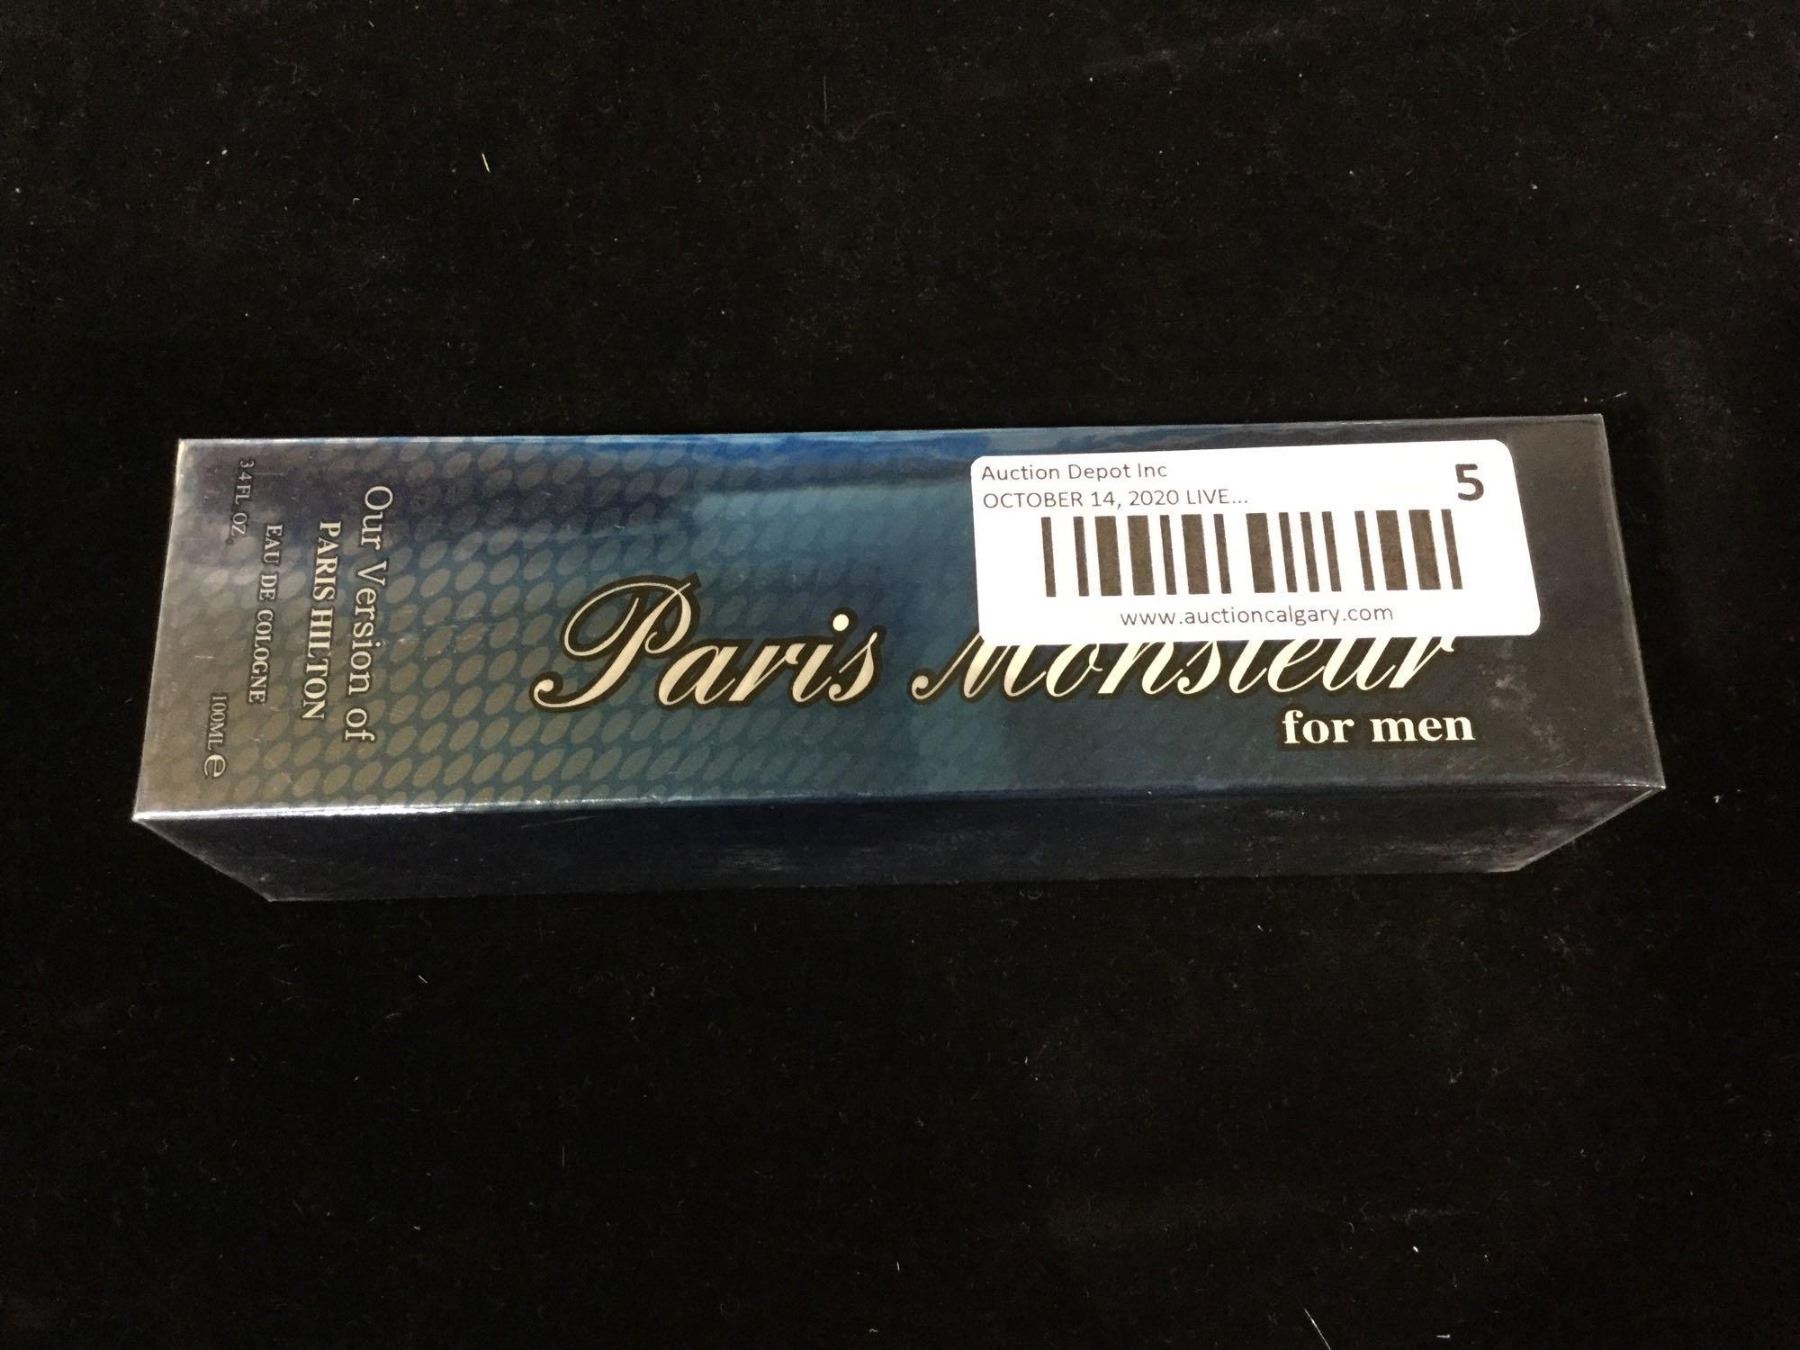 Auction Depot Inc
5
OCTOBER 14, 2020 LIVE...
www.auctioncalgary.com
Paris Monsieur
for men
Our Version of
PARIS HILTON
EAU DE COLOGNE
3.4 FL. OZ.
100ML e